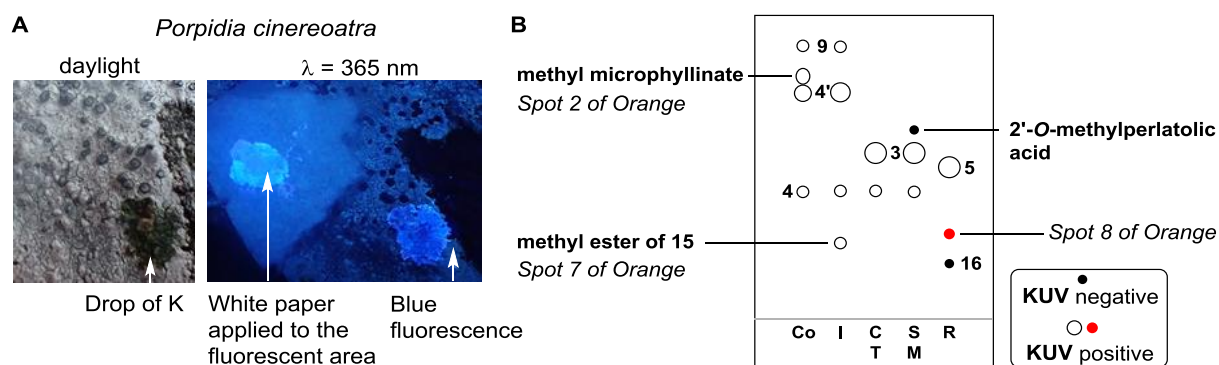 A
Porpidia cinereoatra
daylight
λ = 365 nm
Drop of K
White paper
applied to the
fluorescent area
Blue
fluorescence
B
9
methyl microphyllinate
Spot 2 of Orange
4'
2'-O-methylperlatolic
acid
3
5
4
methyl ester of 15
Spot 7 of Orange
Spot 8 of Orange
16
KUV negative
KUV positive
Co I C S R
T M